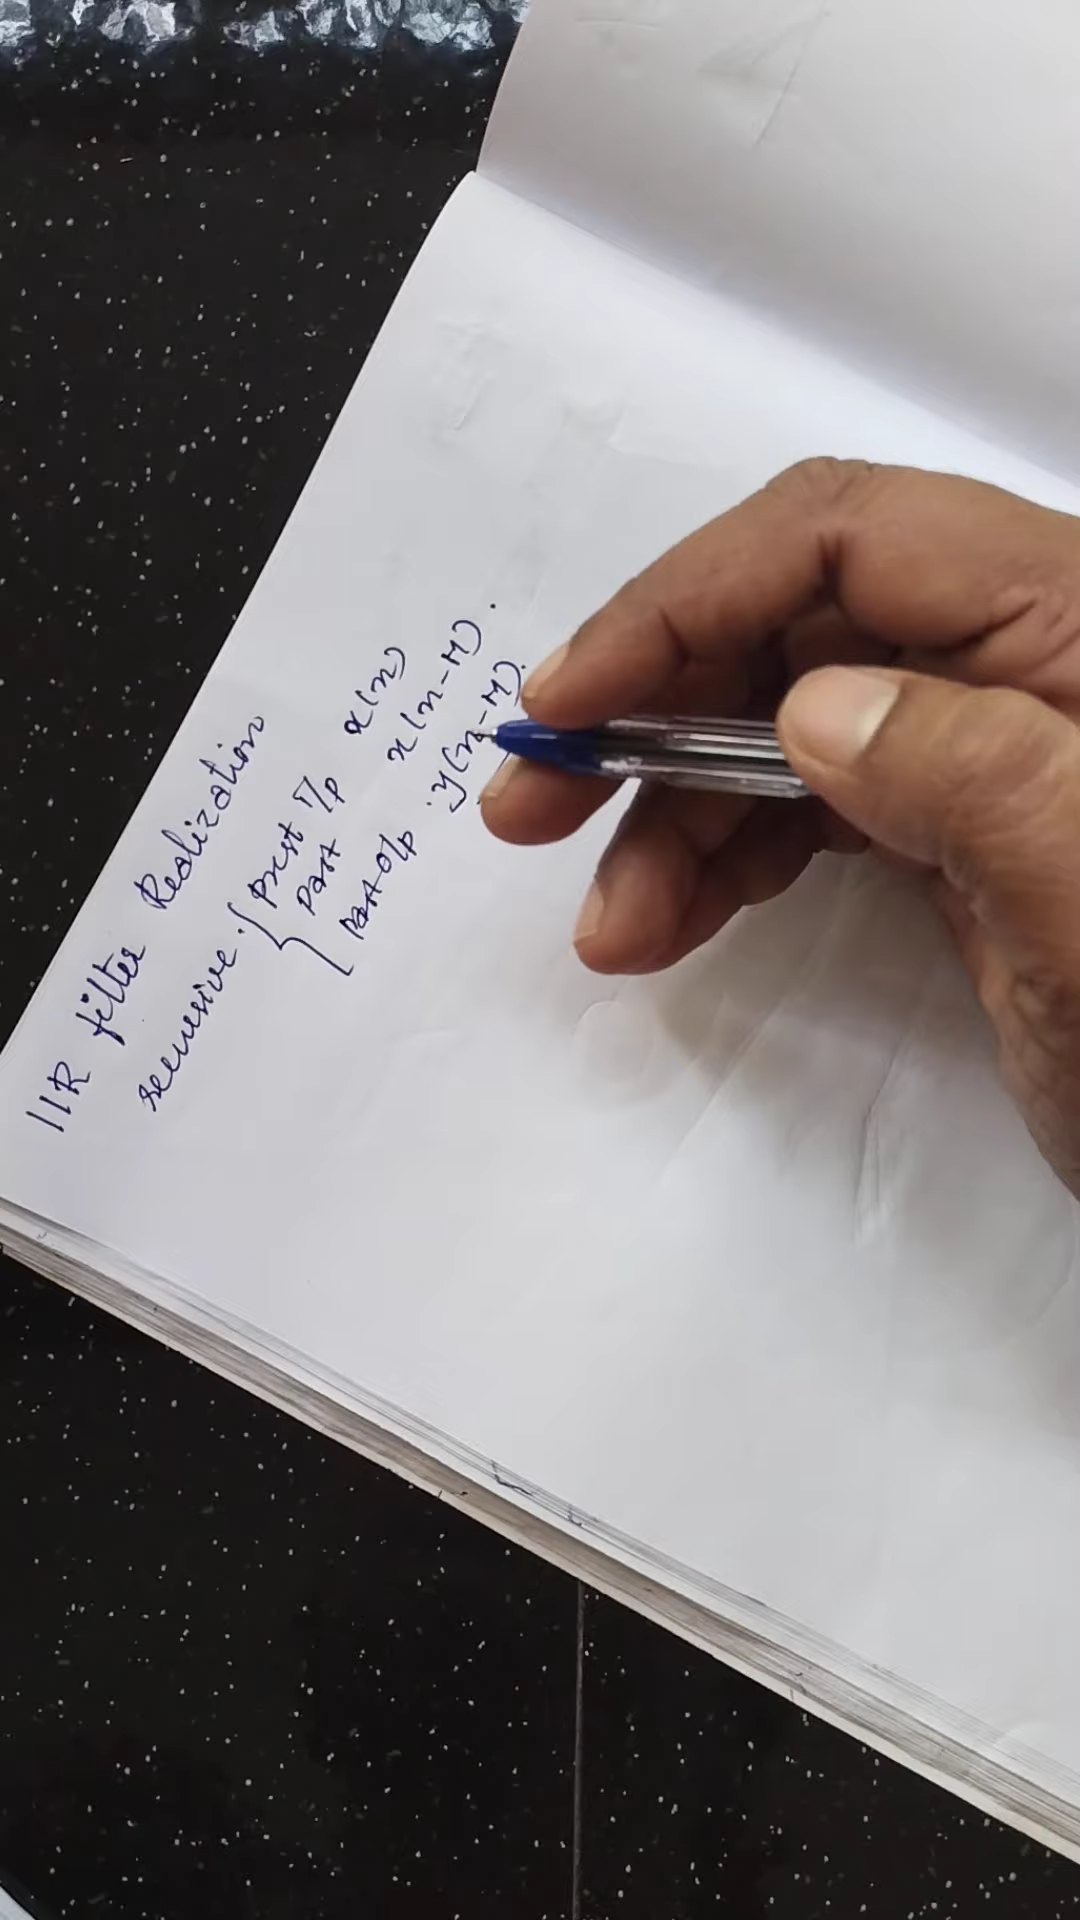 IIR filter Realization
recursive. { prest i/p x(n)
past x(n-M).
past o/p y(n-M).